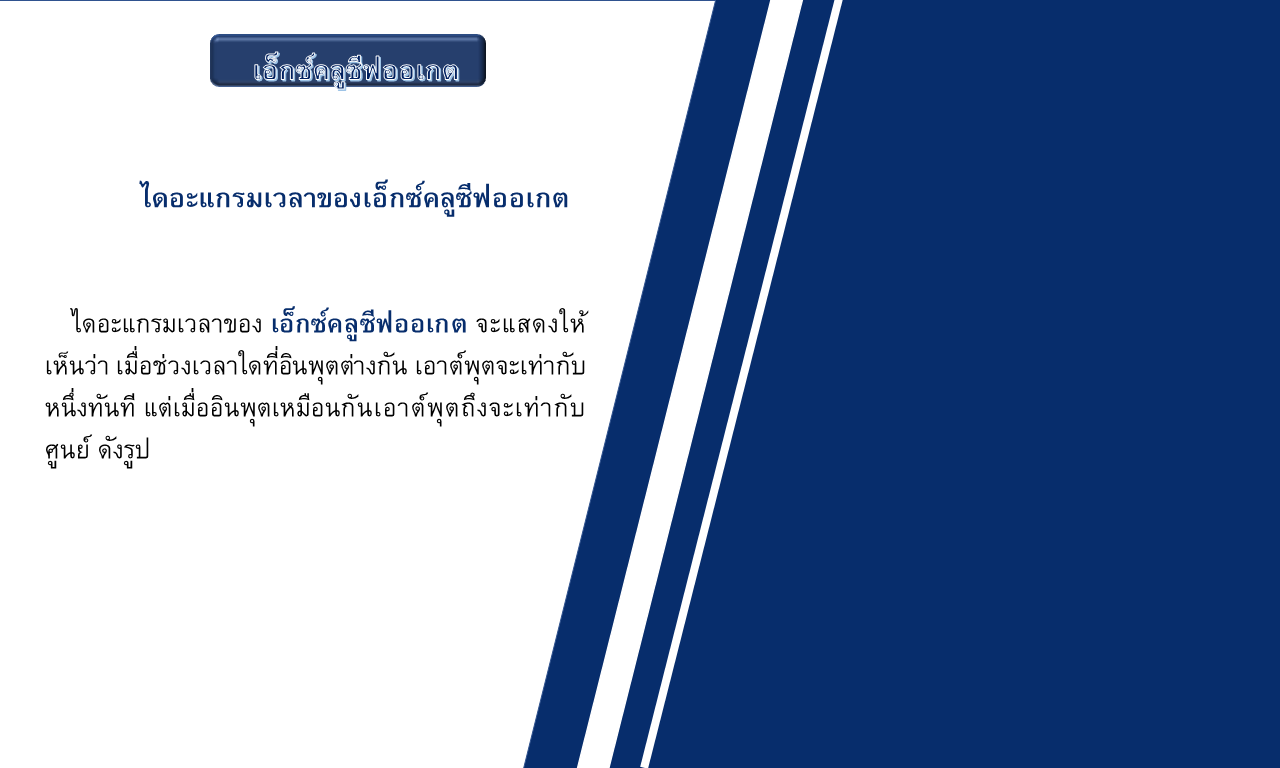 เอ็กซ์คลูซีฟออเกต
ไดอะแกรมเวลาของเอ็กซ์คลูซีฟออเกต
ไดอะแกรมเวลาของ เอ็กซ์คลูซีฟออเกต จะแสดงให้
เห็นว่า เมื่อช่วงเวลาใดที่อินพุตต่างกัน เอาต์พุตจะเท่ากับ
หนึ่งทันที แต่เมื่ออินพุตเหมือนกันเอาต์พุตถึงจะเท่ากับ
ศูนย์ ดังรูป